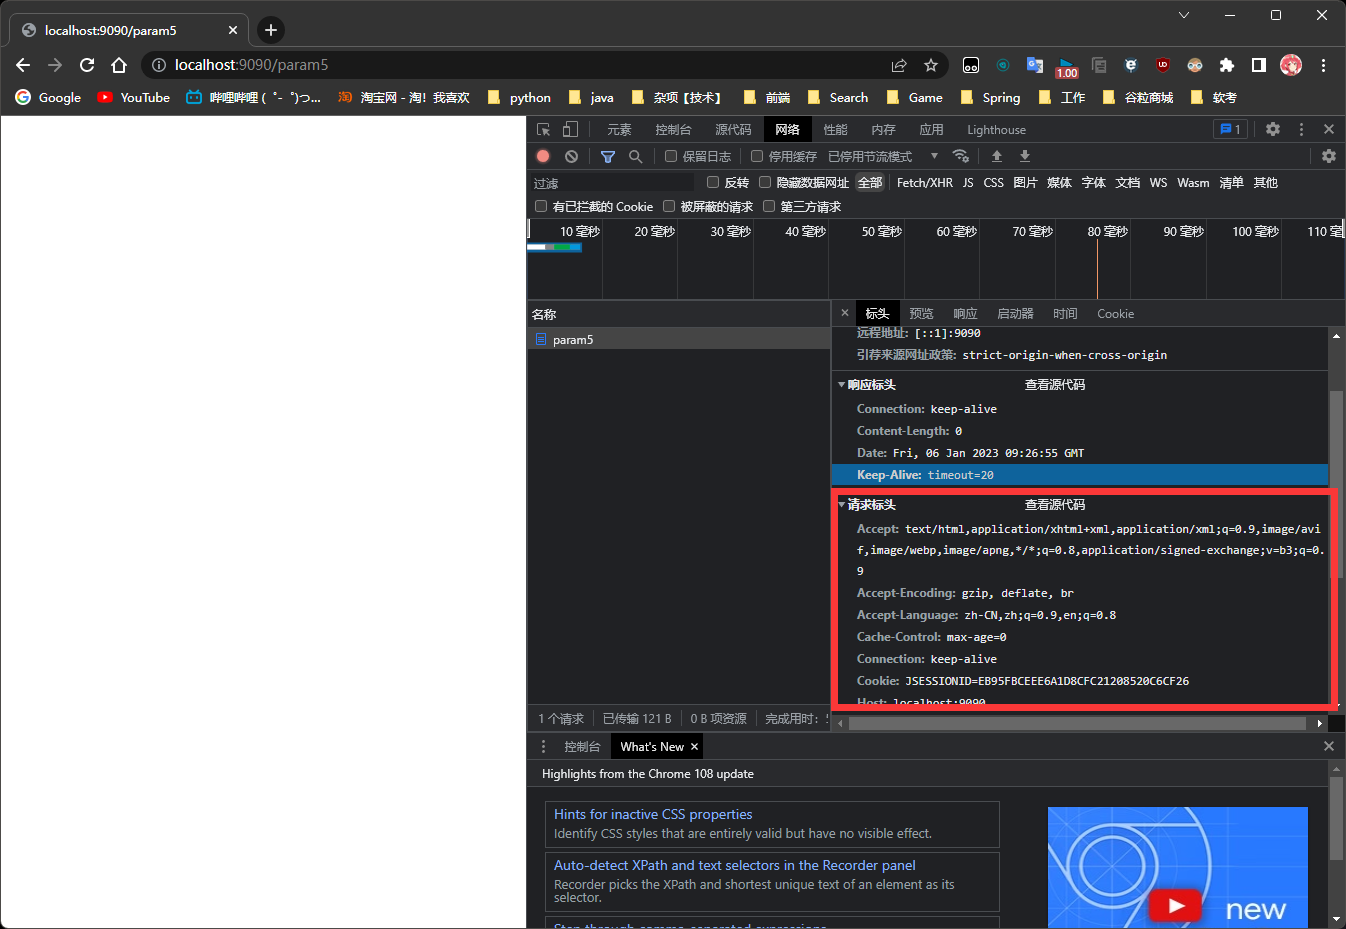 localhost:9090/param5
localhost:9090/param5
1.00
Google
YouTube
哔哩哔哩 ( ゜- ゜)つ...
淘宝网 - 淘！我喜欢
python
java
杂项【技术】
前端
Search
Game
Spring
工作
谷粒商城
软考
元素
控制台
源代码
网络
性能
内存
应用
Lighthouse
1
保留日志
停用缓存
已停用节流模式
过滤
反转
隐藏数据网址
全部
Fetch/XHR
JS
CSS
图片
媒体
字体
文档
WS
Wasm
清单
其他
有已拦截的 Cookie
被屏蔽的请求
第三方请求
10 毫秒
20 毫秒
30 毫秒
40 毫秒
50 毫秒
60 毫秒
70 毫秒
80 毫秒
90 毫秒
100 毫秒
110 毫
名称
param5
标头
预览
响应
启动器
时间
Cookie
远程地址: [::1]:9090
引荐来源网址政策: strict-origin-when-cross-origin
响应标头
查看源代码
Connection: keep-alive
Content-Length: 0
Date: Fri, 06 Jan 2023 09:26:55 GMT
Keep-Alive: timeout=20
请求标头
查看源代码
Accept: text/html,application/xhtml+xml,application/xml;q=0.9,image/avi
f,image/webp,image/apng,*/*;q=0.8,application/signed-exchange;v=b3;q=0.
9
Accept-Encoding: gzip, deflate, br
Accept-Language: zh-CN,zh;q=0.9,en;q=0.8
Cache-Control: max-age=0
Connection: keep-alive
Cookie: JSESSIONID=EB95FBCEEE6A1D8CFC21208520C6CF26
Host: localhost:9090
1 个请求
已传输 121 B
0 B 项资源
完成用时:
控制台
What's New
Highlights from the Chrome 108 update
Hints for inactive CSS properties
Identify CSS styles that are entirely valid but have no visible effect.
Auto-detect XPath and text selectors in the Recorder panel
Recorder picks the XPath and shortest unique text of an element as its
selector.
Step through comma-separated expressions
new